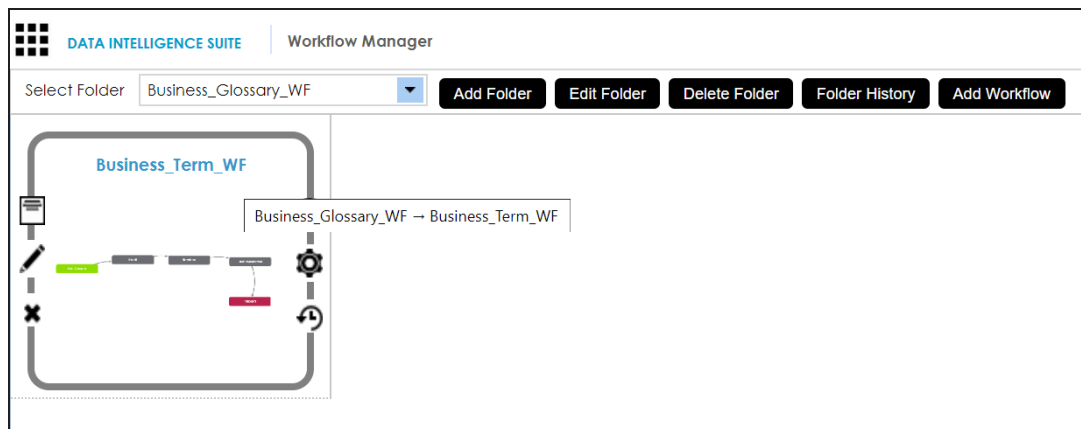 DATA INTELLIGENCE SUITE
Workflow Manager
Select Folder
Business_Glossary_WF
Add Folder
Edit Folder
Delete Folder
Folder History
Add Workflow
Business_Term_WF
Business_Glossary_WF → Business_Term_WF